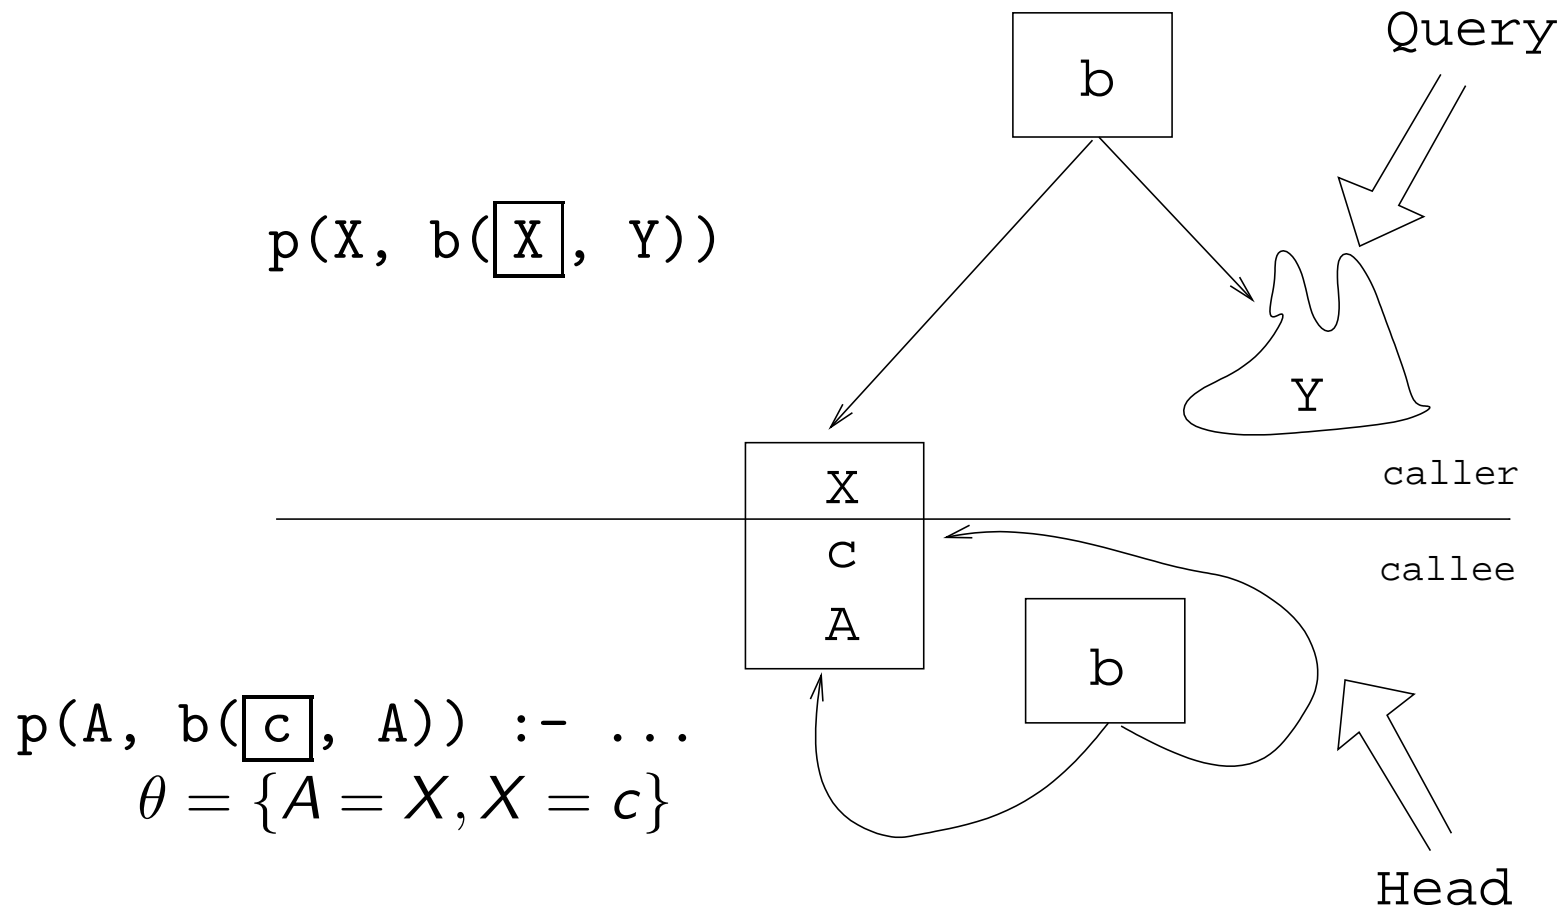 Query
b
p(X, b(X, Y))
Y
caller
X
c
callee
A
b
p(A, b(c, A)) :- ...
θ = {A = X, X = c}
Head